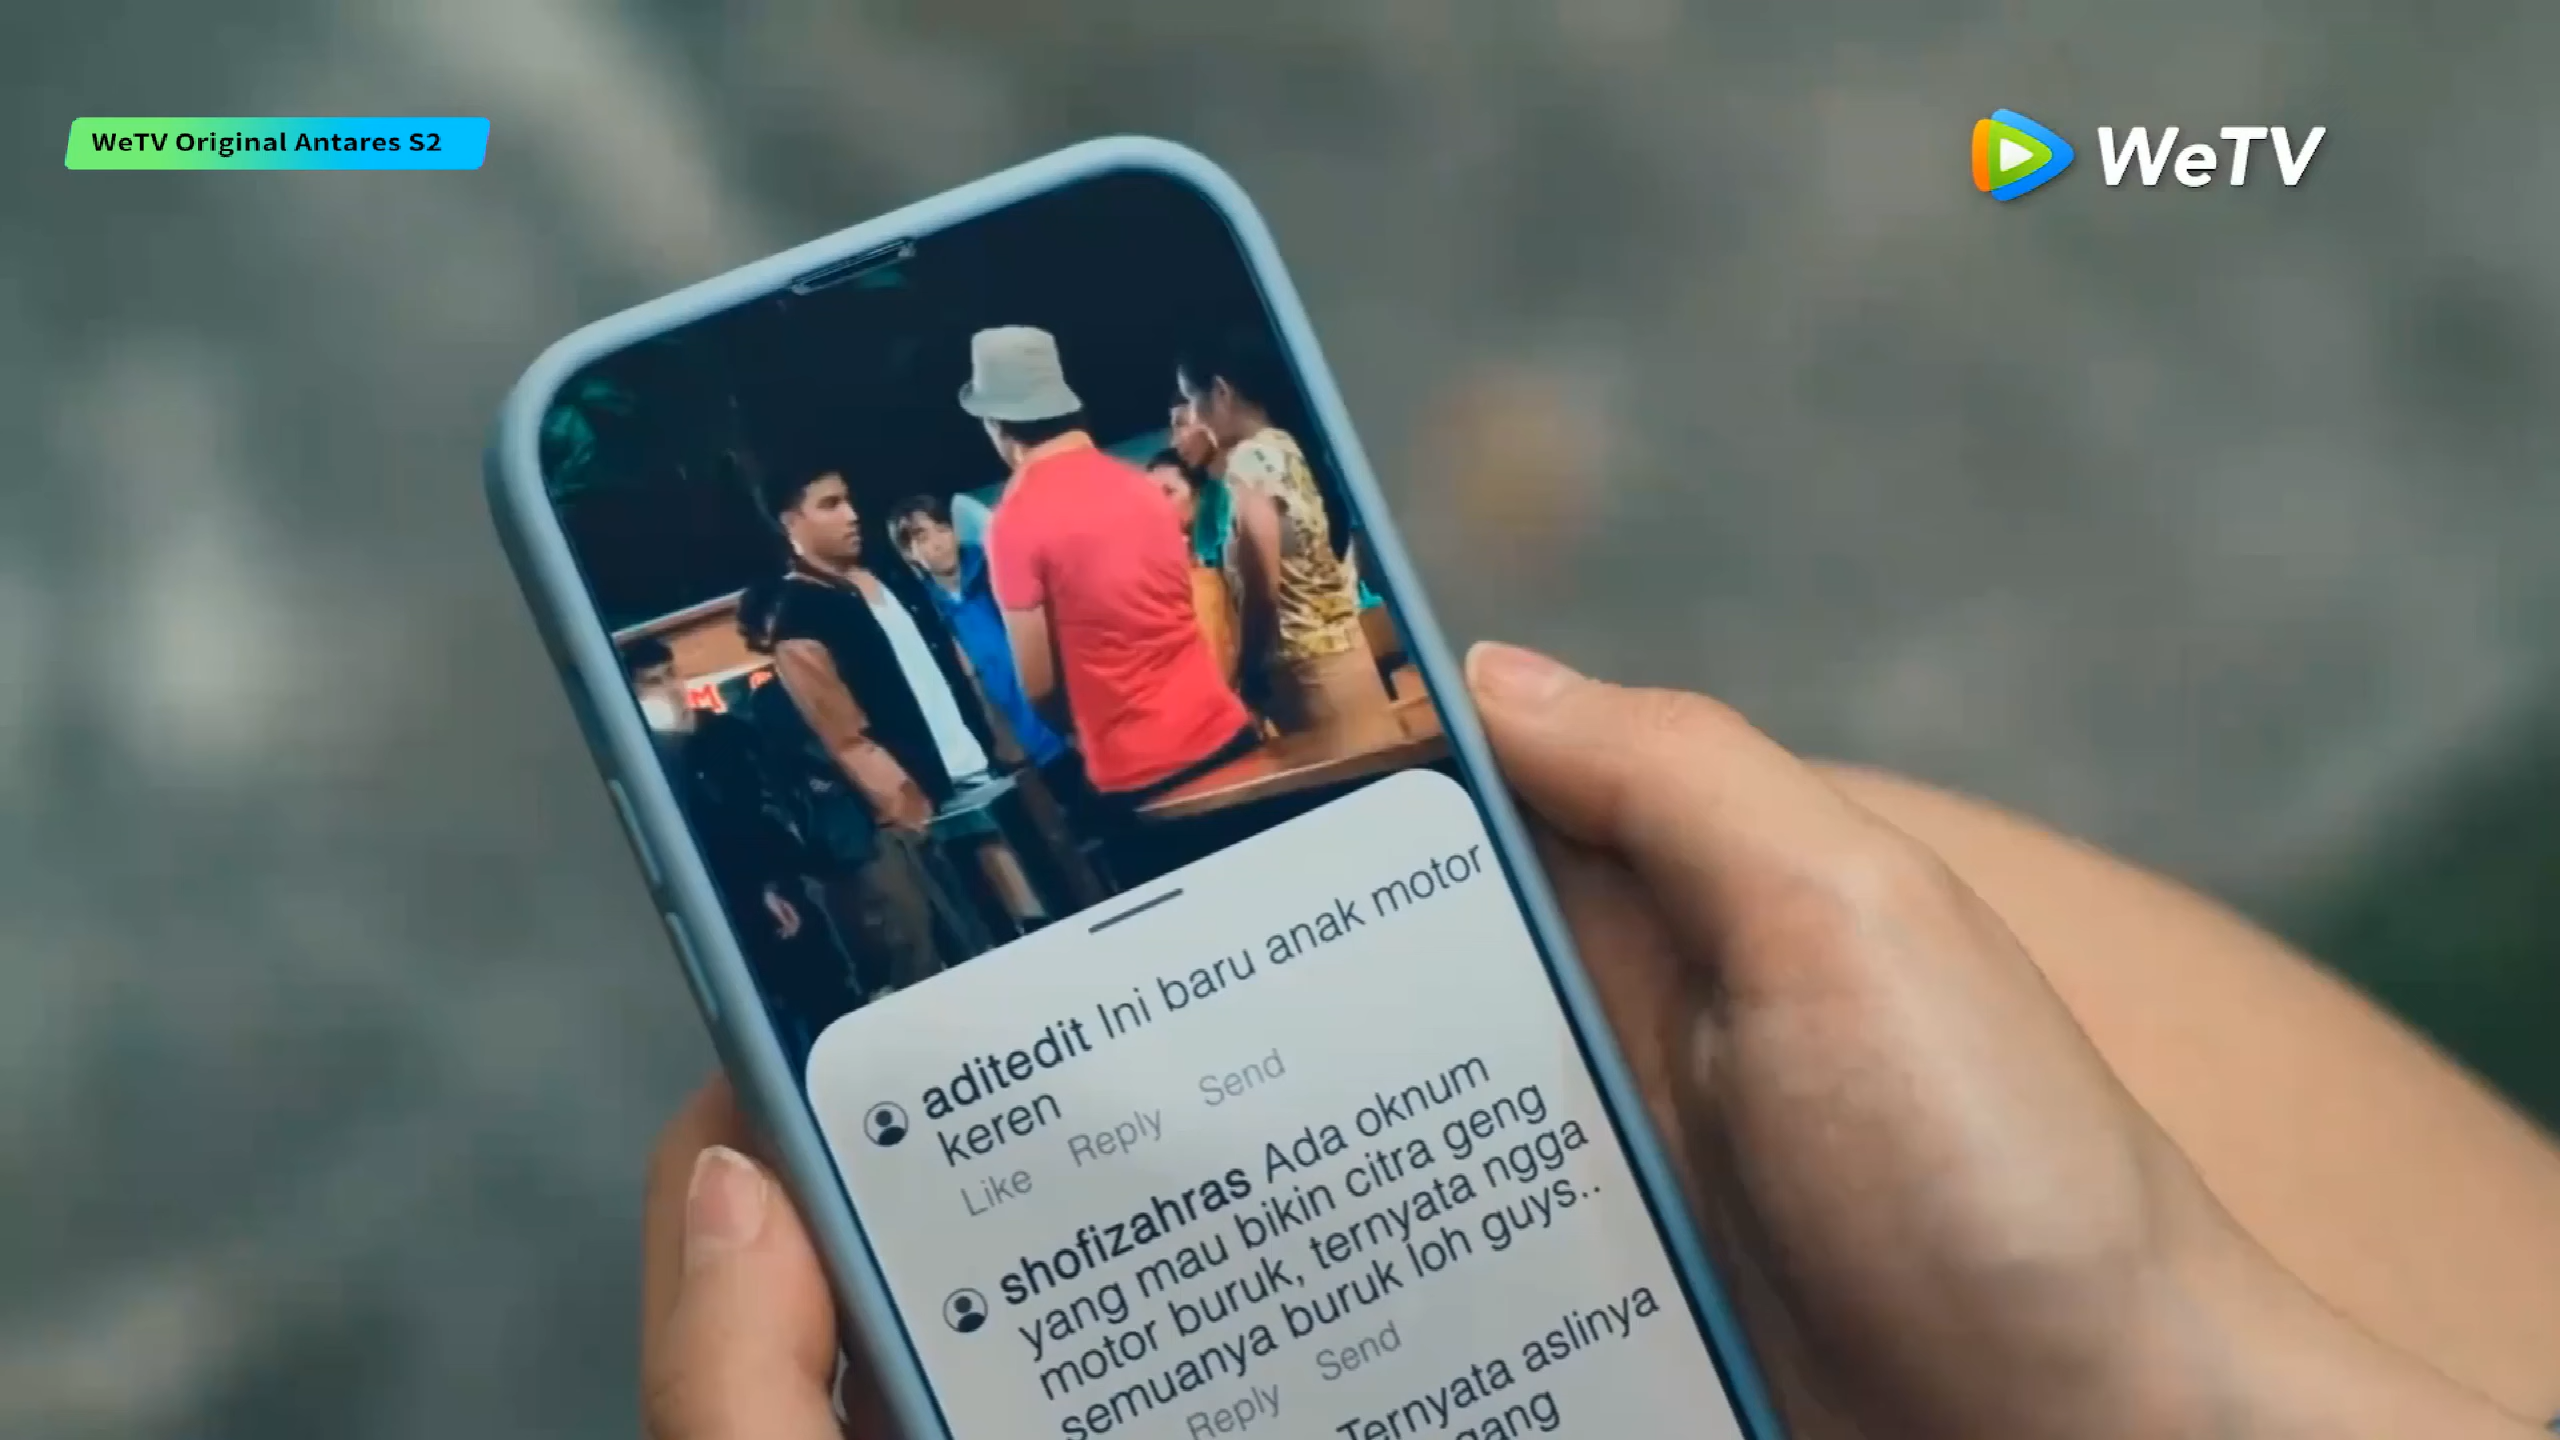 WeTV Original Antares S2
WeTV
M
aditedit Ini baru anak motor
keren
Like Reply Send
shofizahras Ada oknum
yang mau bikin citra geng
motor buruk, ternyata ngga
semuanya buruk loh guys..
Reply Send
Ternyata aslinya
gang